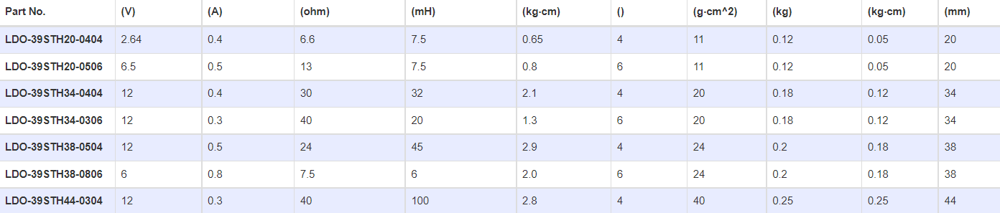 Part No. (V) (A) (ohm) (mH) (kg·cm) () (g·cm^2) (kg) (kg·cm) (mm)
LDO-39STH20-0404 2.64 0.4 6.6 7.5 0.65 4 11 0.12 0.05 20
LDO-39STH20-0506 6.5 0.5 13 7.5 0.8 6 11 0.12 0.05 20
LDO-39STH34-0404 12 0.4 30 32 2.1 4 20 0.18 0.12 34
LDO-39STH34-0306 12 0.3 40 20 1.3 6 20 0.18 0.12 34
LDO-39STH38-0504 12 0.5 24 45 2.9 4 24 0.2 0.18 38
LDO-39STH38-0806 6 0.8 7.5 6 2.0 6 24 0.2 0.18 38
LDO-39STH44-0304 12 0.3 40 100 2.8 4 40 0.25 0.25 44